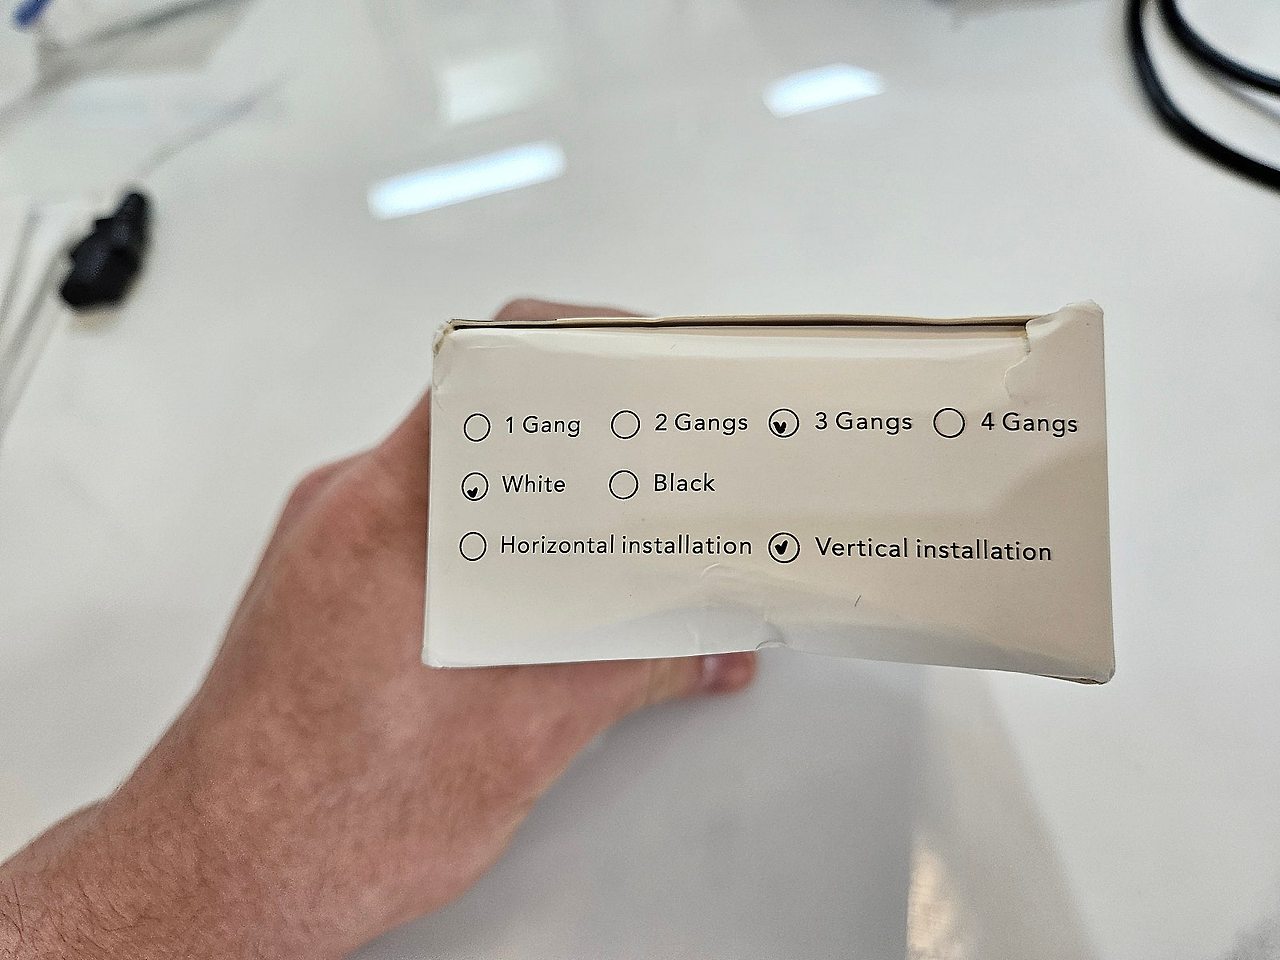 1 Gang 2 Gangs 3 Gangs 4 Gangs
White Black
Horizontal installation Vertical installation